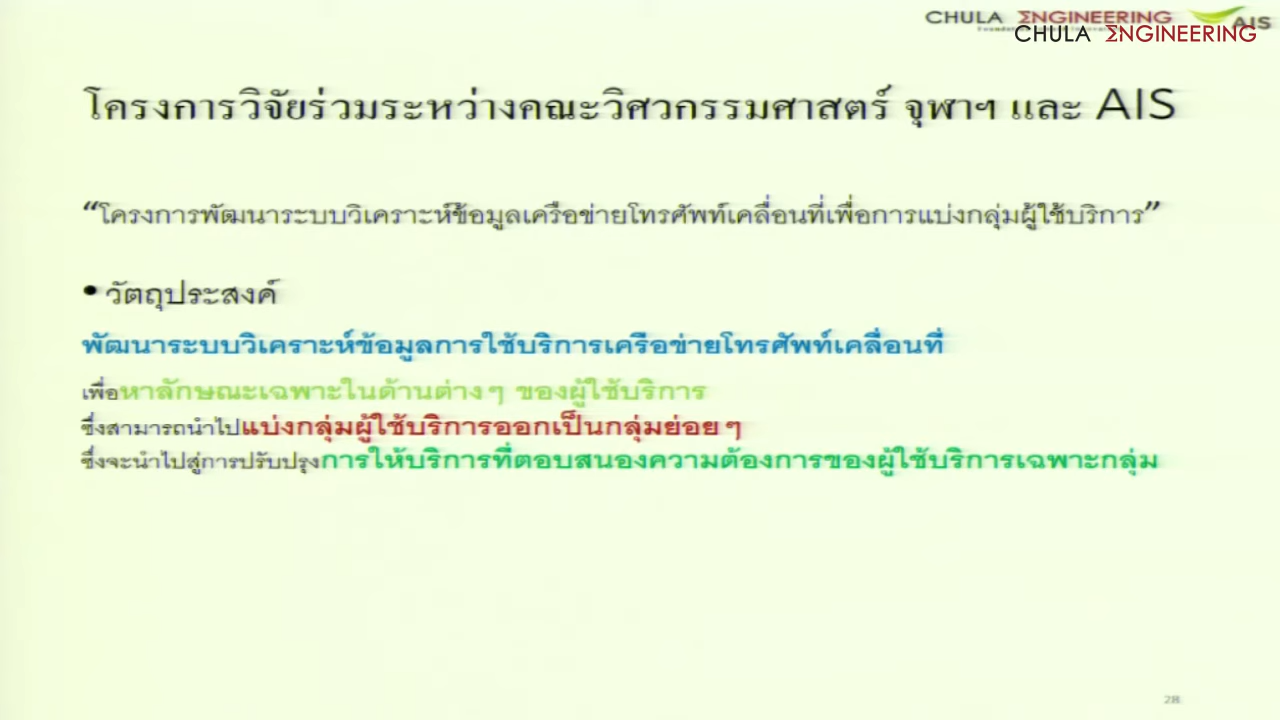 CHULA ΣNGINEERING AIS
CHULA ΣNGINEERING
โครงการวิจัยร่วมระหว่างคณะวิศวกรรมศาสตร์ จุฬาฯ และ AIS
“โครงการพัฒนาระบบวิเคราะห์ข้อมูลเครือข่ายโทรศัพท์เคลื่อนที่เพื่อการแบ่งกลุ่มผู้ใช้บริการ”
• วัตถุประสงค์
พัฒนาระบบวิเคราะห์ข้อมูลการใช้บริการเครือข่ายโทรศัพท์เคลื่อนที่
เพื่อหาลักษณะเฉพาะในด้านต่างๆ ของผู้ใช้บริการ
ซึ่งสามารถนำไปแบ่งกลุ่มผู้ใช้บริการออกเป็นกลุ่มย่อยๆ
ซึ่งจะนำไปสู่การปรับปรุงการให้บริการที่ตอบสนองความต้องการของผู้ใช้บริการเฉพาะกลุ่ม
28